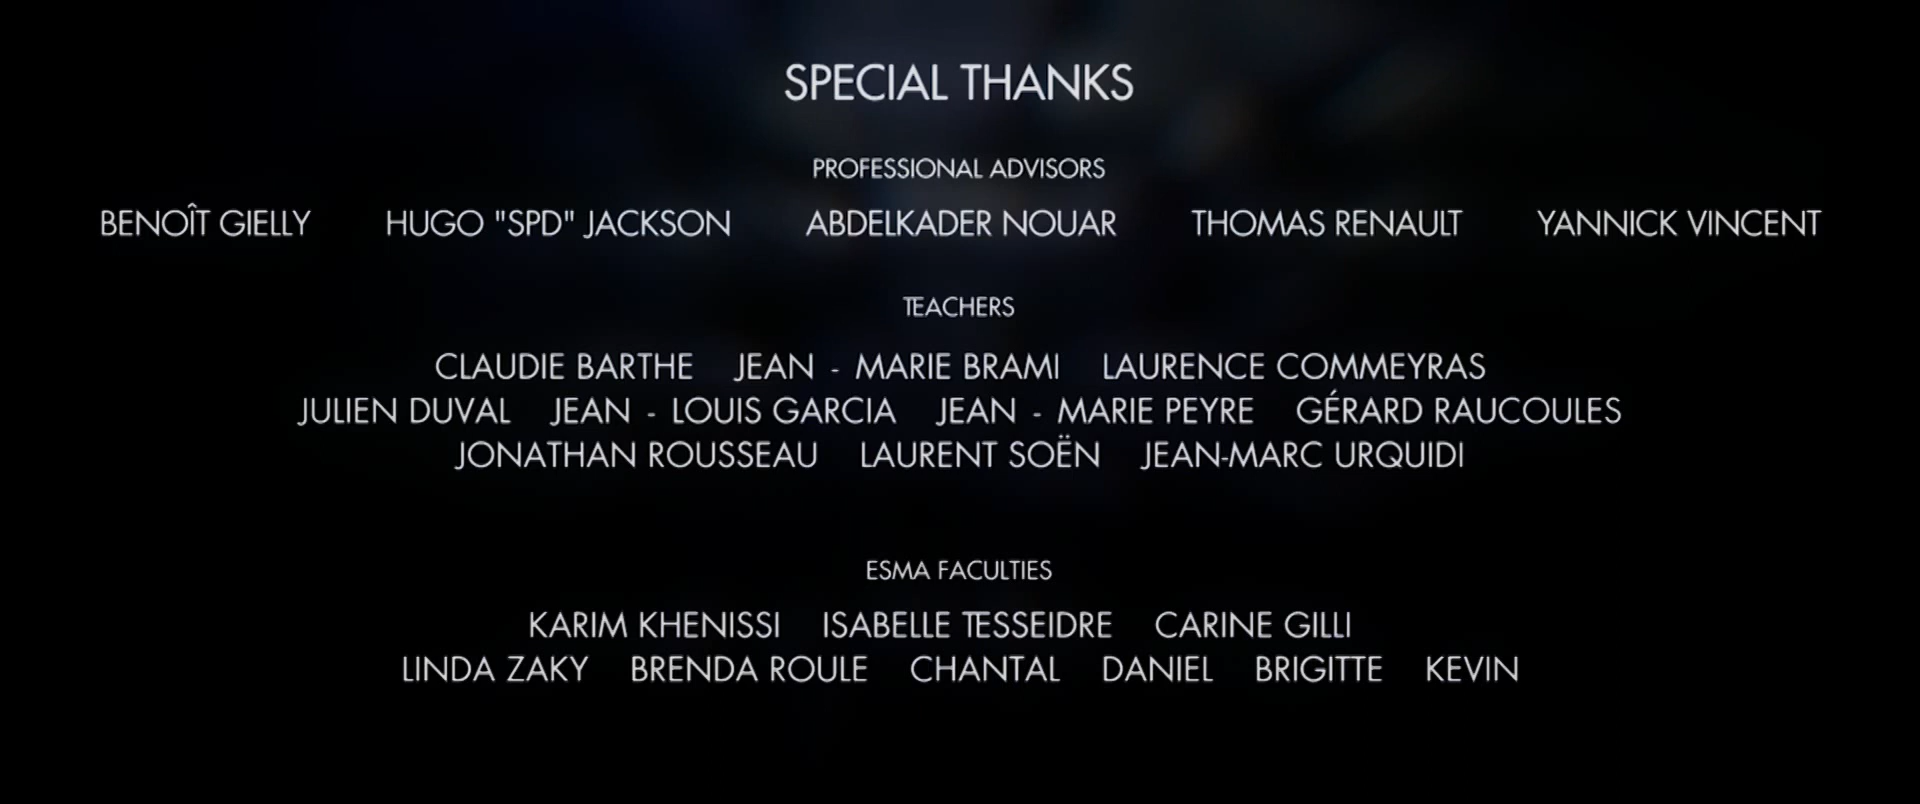 SPECIAL THANKS
PROFESSIONAL ADVISORS
BENOÎT GIELLY HUGO "SPD" JACKSON ABDELKADER NOUAR THOMAS RENAULT YANNICK VINCENT
TEACHERS
CLAUDIE BARTHE JEAN - MARIE BRAMI LAURENCE COMMEYRAS
JULIEN DUVAL JEAN - LOUIS GARCIA JEAN - MARIE PEYRE GÉRARD RAUCOULES
JONATHAN ROUSSEAU LAURENT SOËN JEAN-MARC URQUIDI
ESMA FACULTIES
KARIM KHENISSI ISABELLE TESSEIDRE CARINE GILLI
LINDA ZAKY BRENDA ROULE CHANTAL DANIEL BRIGITTE KEVIN